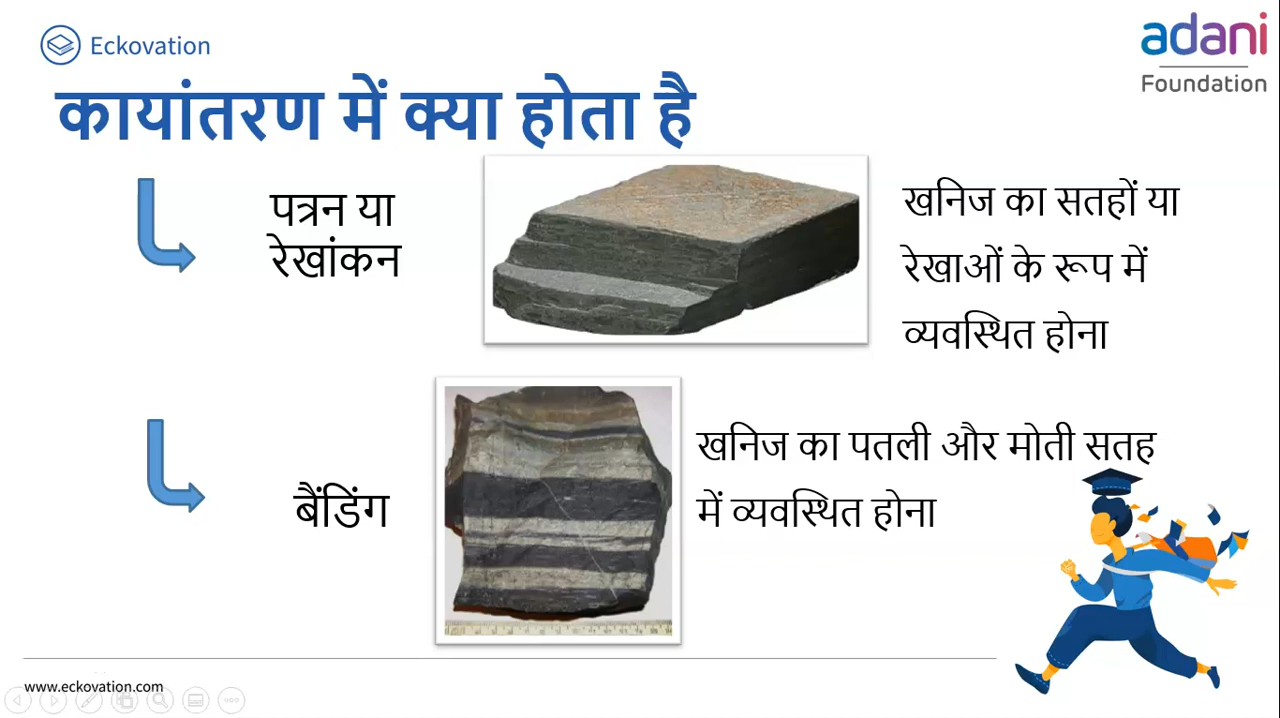 Eckovation
adani
Foundation
कायांतरण में क्या होता है
पत्रन या
रेखांकन
खनिज का सतहों या
रेखाओं के रूप में
व्यवस्थित होना
बैंडिंग
खनिज का पतली और मोती सतह
में व्यवस्थित होना
www.eckovation.com